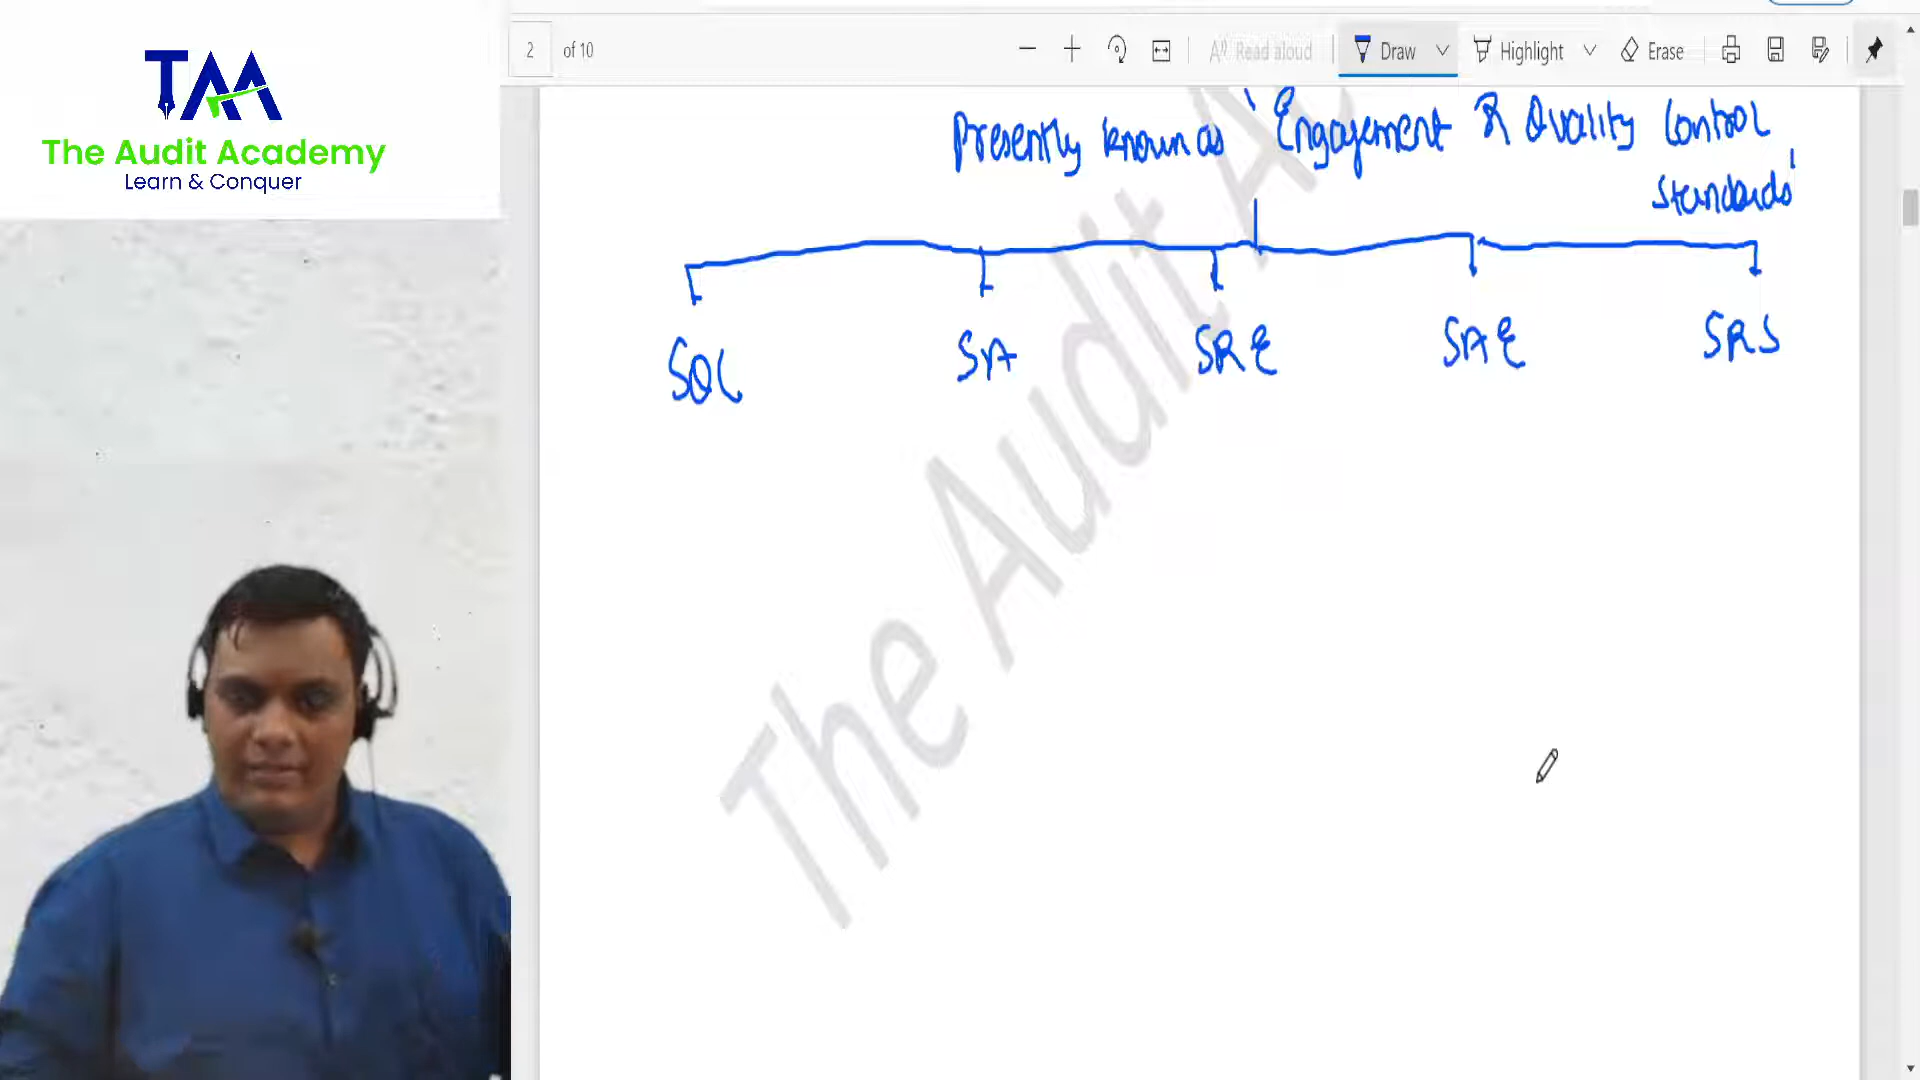 TAA
The Audit Academy
Learn & Conquer
2 of 10
Read aloud
Draw
Highlight
Erase
Presently known as 'Engagement & Quality Control
Standards'
SQC SA SRE SAE SRS
The Audit Ac